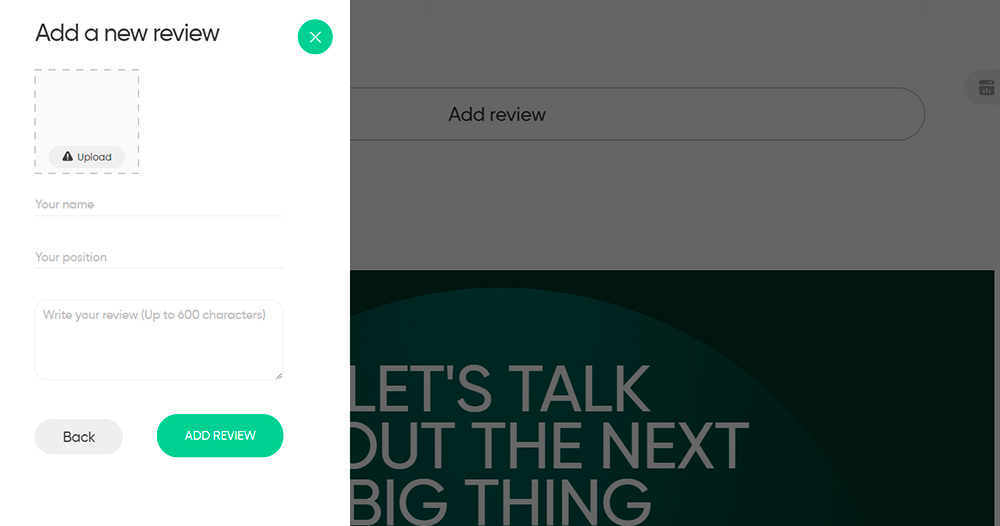 Add a new review
Upload
Your name
Your position
Write your review (Up to 600 characters)
Back
ADD REVIEW
Add review
LET'S TALK
OUT THE NEXT
BIG THING